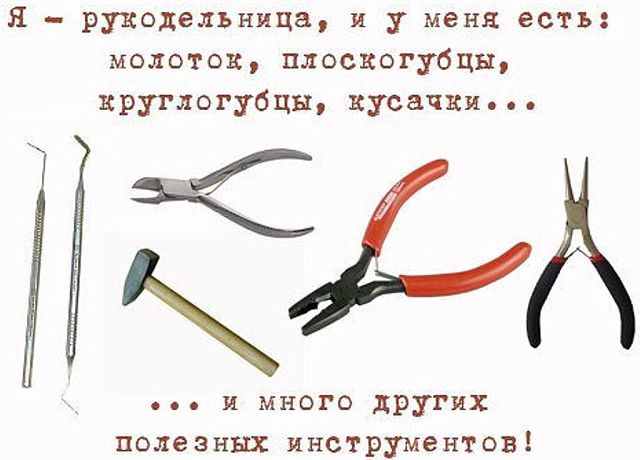 Я – рукодельница, и у меня есть:
молоток, плоскогубцы,
круглогубцы, кусачки...
... и много других
полезных инструментов!